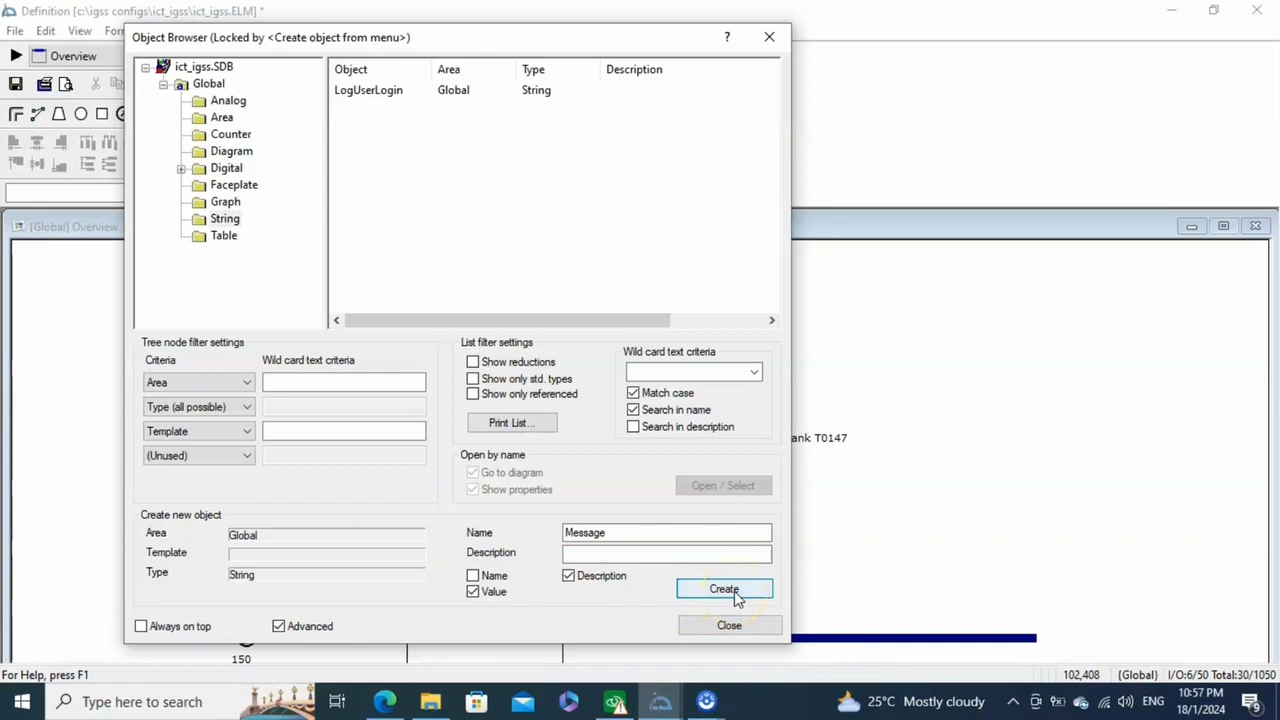 Definition [c:\igss configs\ict_igss\ict_igss.ELM] *
File Edit View For
Overview
Object Browser (Locked by <Create object from menu>)
ict_igss.SDB
Global
Analog
Area
Counter
Diagram
Digital
Faceplate
Graph
String
Table
Object Area Type Description
LogUserLogin Global String
[Global] Overview
Tree node filter settings
Criteria Wild card text criteria
Area
Type (all possible)
Template
(Unused)
List filter settings
Show reductions
Show only std. types
Show only referenced
Print List...
Wild card text criteria
Match case
Search in name
Search in description
Open by name
Go to diagram
Show properties
Open / Select
ank T0147
Create new object
Area Global
Template
Type String
Name Message
Description
Name Description
Value
Create
Always on top Advanced Close
150
For Help, press F1 102,408 {Global} I/O:6/50 Total:30/1050
Type here to search
25°C Mostly cloudy
ENG
10:57 PM
18/1/2024
9